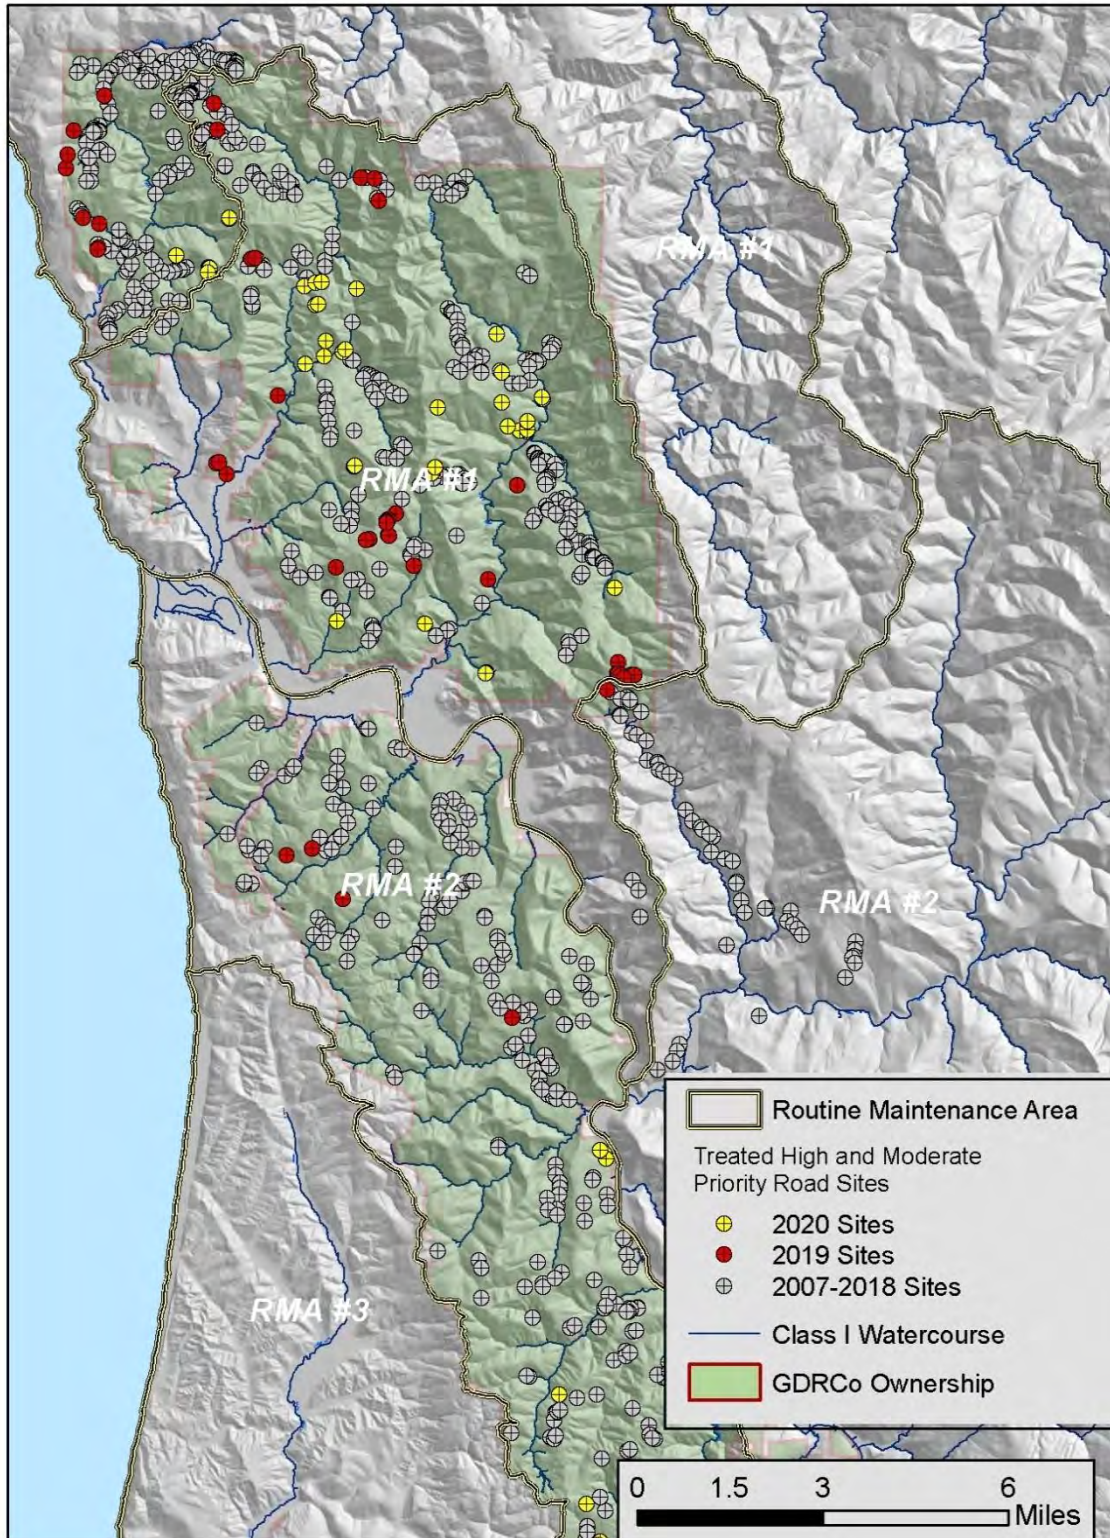 RMA #1
RMA #1
RMA #2
RMA #2
RMA #3
Routine Maintenance Area
Treated High and Moderate
Priority Road Sites
2020 Sites
2019 Sites
2007-2018 Sites
Class I Watercourse
GDRCo Ownership
0 1.5 3 6
Miles